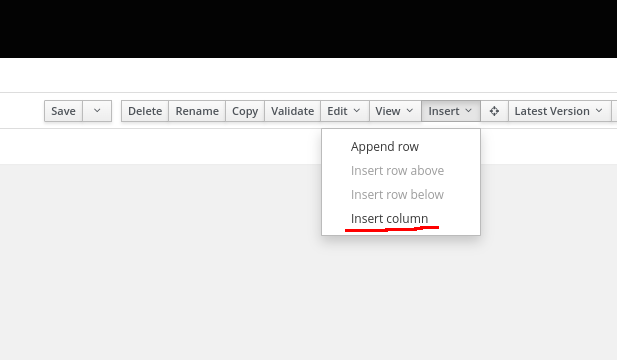 Save Delete Rename Copy Validate Edit View Insert Latest Version
Append row
Insert row above
Insert row below
Insert column